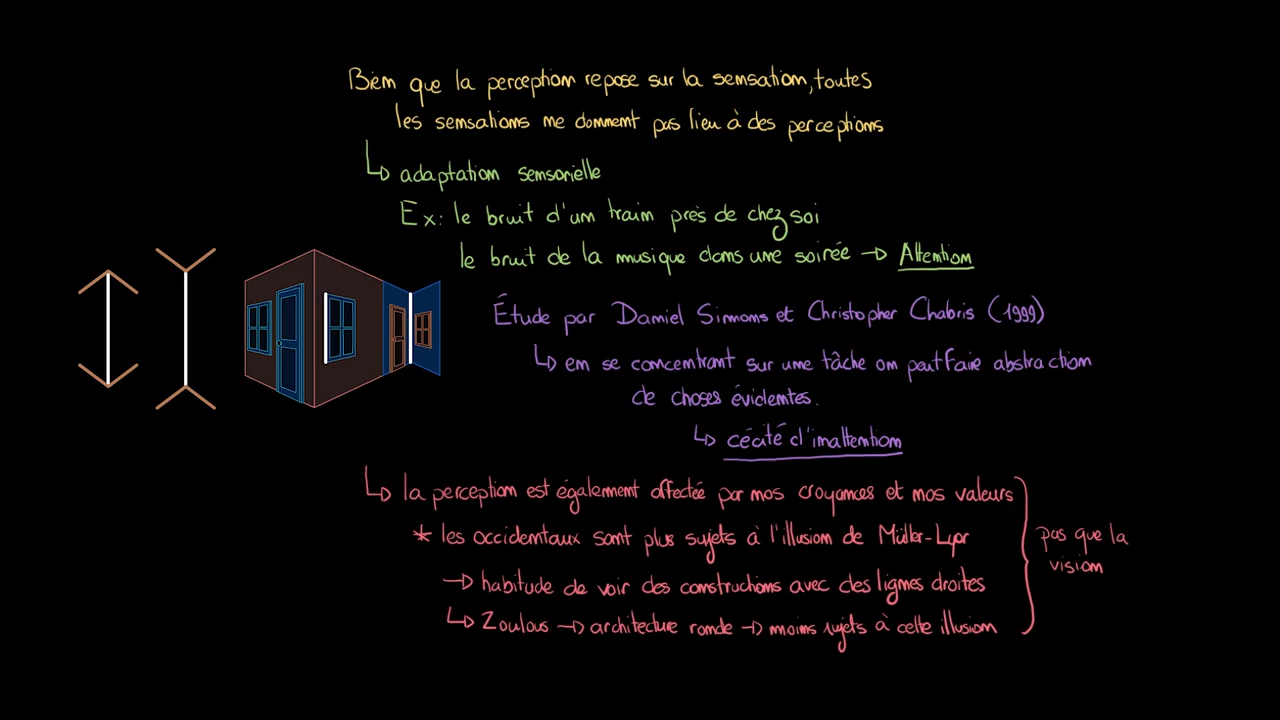 Bien que la perception repose sur la sensation, toutes
les sensations ne donnent pas lieu à des perceptions
↳ adaptation sensorielle
Ex: le bruit d'un train près de chez soi
le bruit de la musique dans une soirée → Attention
Étude par Daniel Simmons et Christopher Chabris (1999)
↳ en se concentrant sur une tâche on peut faire abstraction
de choses évidentes.
↳ cécité d'inattention
↳ la perception est également affectée par nos croyances et nos valeurs
* les occidentaux sont plus sujets à l'illusion de Müller-Lyer
→ habitude de voir des constructions avec des lignes droites
↳ Zoulous → architecture ronde → moins sujets à cette illusion
pas que la
vision